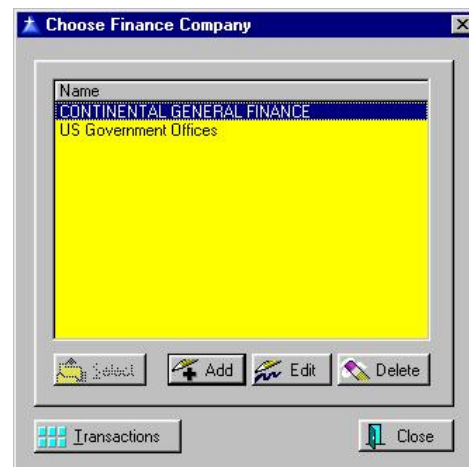 Choose Finance Company
Name
CONTINENTAL GENERAL FINANCE
US Government Offices
Select Add Edit Delete
Transactions Close